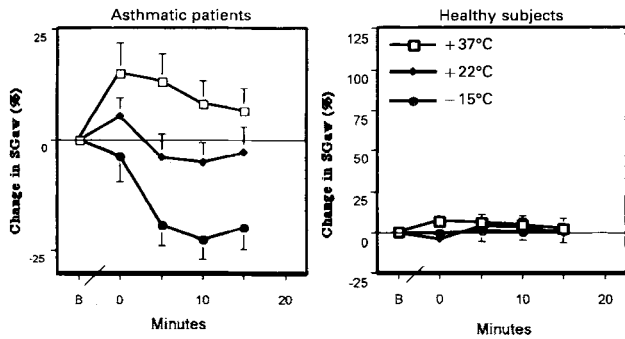 Asthmatic patients
25
0
-25
Change in SGaw (%)
B 0 10 20
Minutes
Healthy subjects
125
100
75
50
25
0
-25
Change in SGaw (%)
+37°C
+22°C
-15°C
B 0 10 20
Minutes